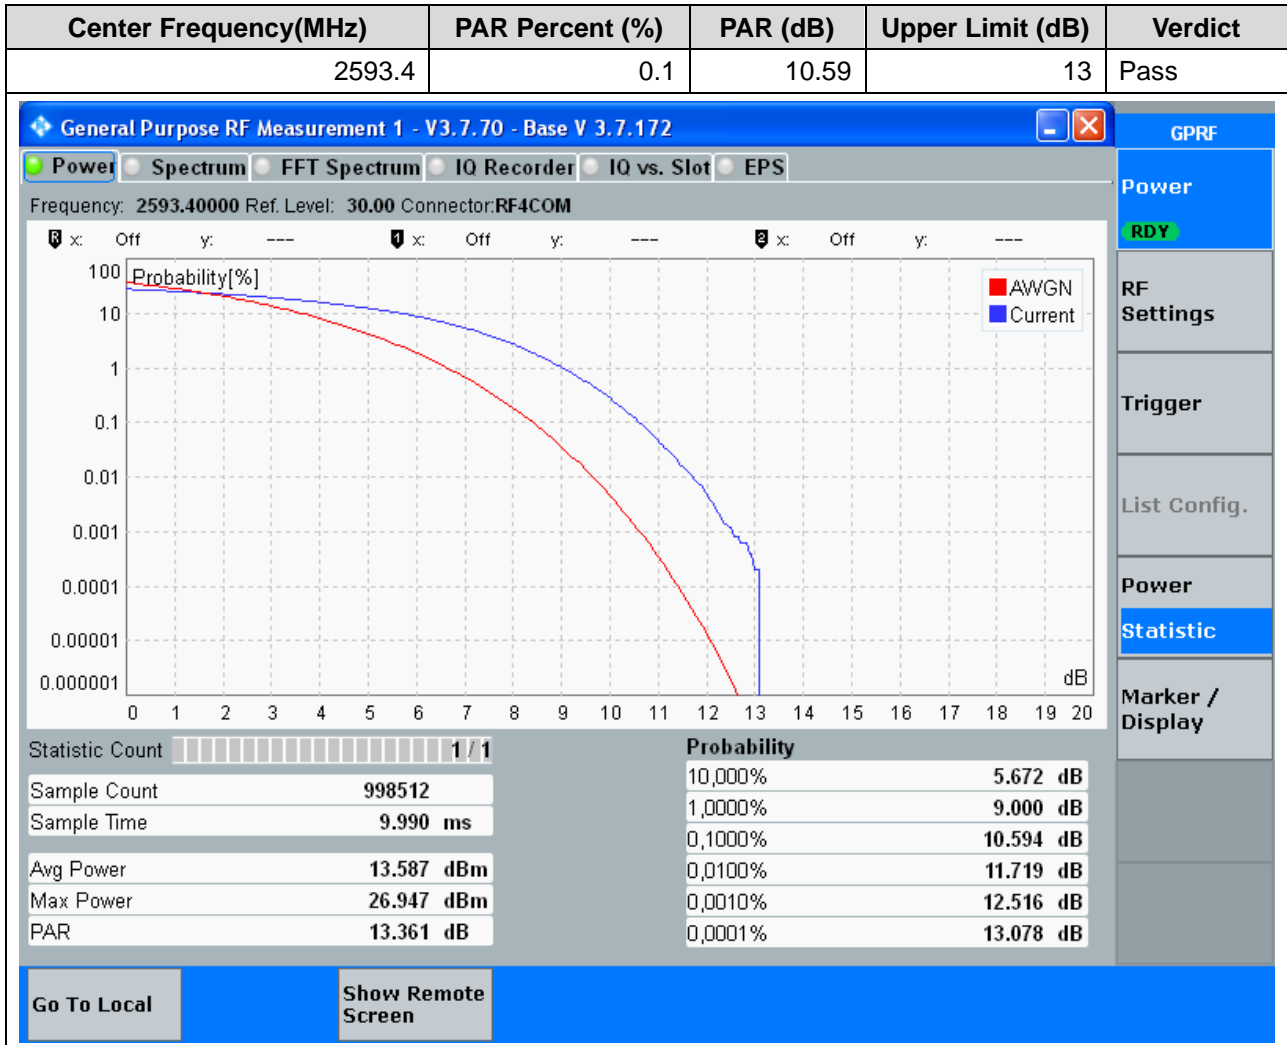 Center Frequency(MHz) PAR Percent (%) PAR (dB) Upper Limit (dB) Verdict
2593.4 0.1 10.59 13 Pass
General Purpose RF Measurement 1 - V3.7.70 - Base V 3.7.172
GPRF
Power Spectrum FFT Spectrum IQ Recorder IQ vs. Slot EPS
Frequency: 2593.40000 Ref. Level: 30.00 Connector:RF4COM
R x: Off y: --- 1 x: Off y: --- 2 x: Off y: ---
Probability[%]
100
10
1
0.1
0.01
0.001
0.0001
0.00001
0.000001
AWGN
Current
dB
0 1 2 3 4 5 6 7 8 9 10 11 12 13 14 15 16 17 18 19 20
Power
RDY
RF
Settings
Trigger
List Config.
Power
Statistic
Marker /
Display
Statistic Count 1 / 1
Sample Count 998512
Sample Time 9.990 ms
Avg Power 13.587 dBm
Max Power 26.947 dBm
PAR 13.361 dB
Probability
10,000% 5.672 dB
1,0000% 9.000 dB
0,1000% 10.594 dB
0,0100% 11.719 dB
0,0010% 12.516 dB
0,0001% 13.078 dB
Go To Local
Show Remote
Screen